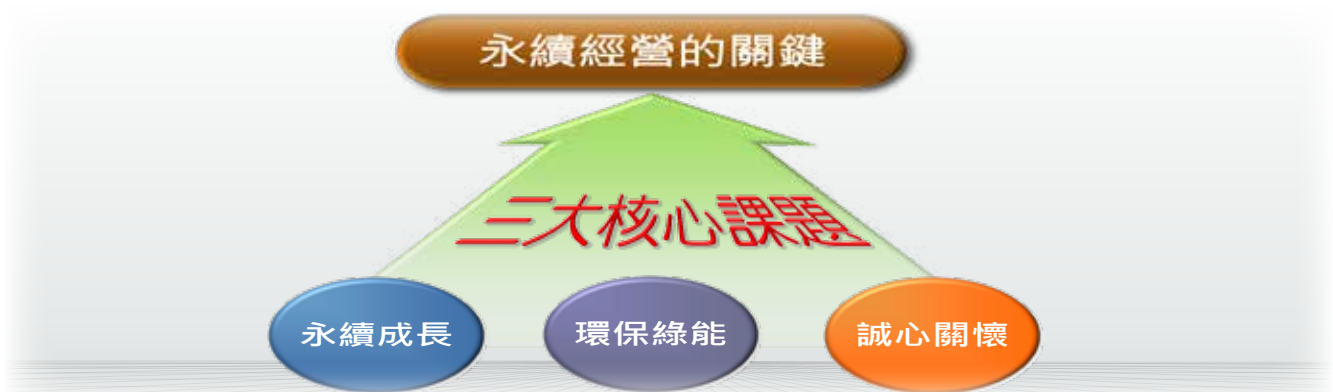 永續經營的關鍵
三大核心課題
永續成長
環保綠能
誠心關懷